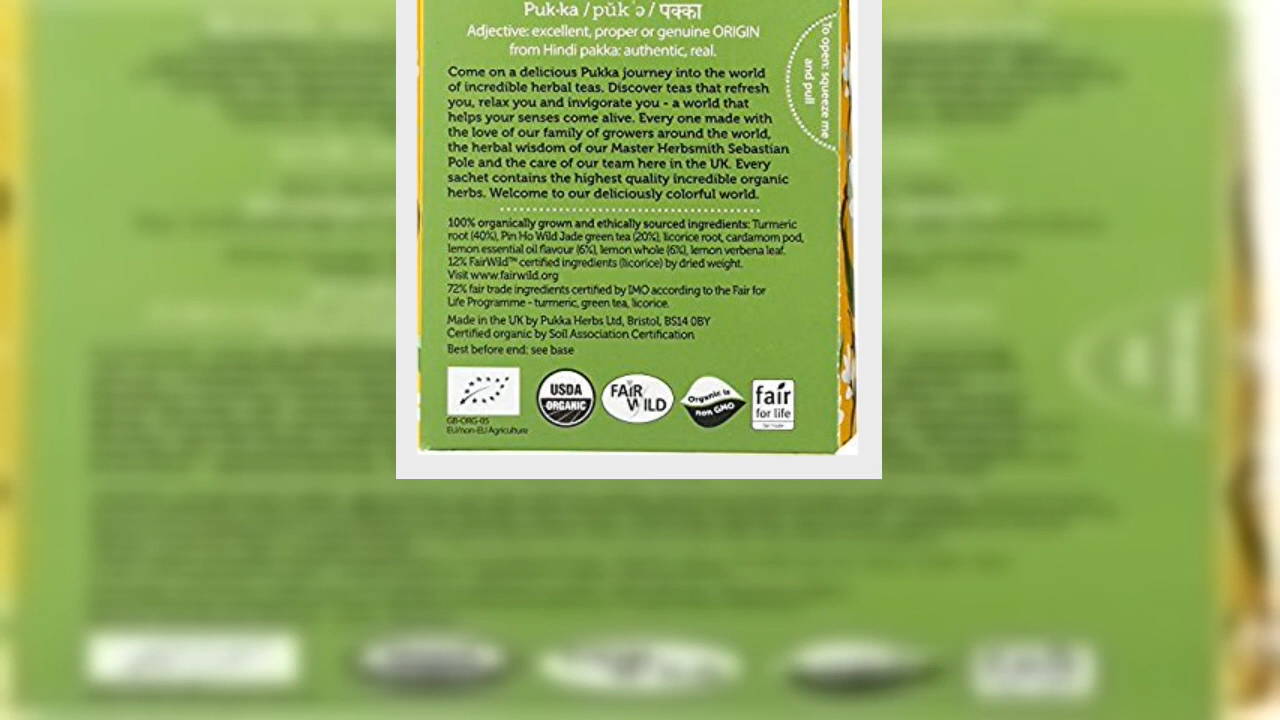 Puk·ka /pŭk'ə/ पक्का
Adjective: excellent, proper or genuine ORIGIN
from Hindi pakka: authentic, real.
To open: squeeze me
and pull
Come on a delicious Pukka journey into the world
of incredible herbal teas. Discover teas that refresh
you, relax you and invigorate you - a world that
helps your senses come alive. Every one made with
the love of our family of growers around the world,
the herbal wisdom of our Master Herbsmith Sebastian
Pole and the care of our team here in the UK. Every
sachet contains the highest quality incredible organic
herbs. Welcome to our deliciously colorful world.
100% organically grown and ethically sourced ingredients: Turmeric
root (40%), Pin Ho Wild Jade green tea (20%), licorice root, cardamom pod,
lemon essential oil flavour (6%), lemon whole (6%), lemon verbena leaf.
12% FairWild™ certified ingredients (licorice) by dried weight.
Visit www.fairwild.org
72% fair trade ingredients certified by IMO according to the Fair for
Life Programme - turmeric, green tea, licorice.
Made in the UK by Pukka Herbs Ltd, Bristol, BS14 0BY
Certified organic by Soil Association Certification
Best before end: see base
USDA
ORGANIC
FAIR
WILD
Organic is
non GMO
fair
for life
fair trade
GB-ORG-05
EU/non-EU Agriculture